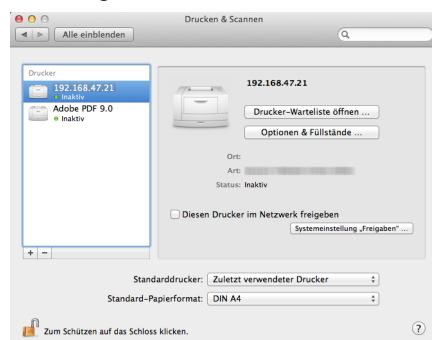 Drucken & Scannen
Alle einblenden
Drucker
192.168.47.21
Inaktiv
Adobe PDF 9.0
Inaktiv
192.168.47.21
Drucker-Warteliste öffnen ...
Optionen & Füllstände ...
Ort:
Art:
Status: Inaktiv
Diesen Drucker im Netzwerk freigeben
Systemeinstellung „Freigaben“ ...
+ −
Standarddrucker: Zuletzt verwendeter Drucker
Standard-Papierformat: DIN A4
Zum Schützen auf das Schloss klicken.
?